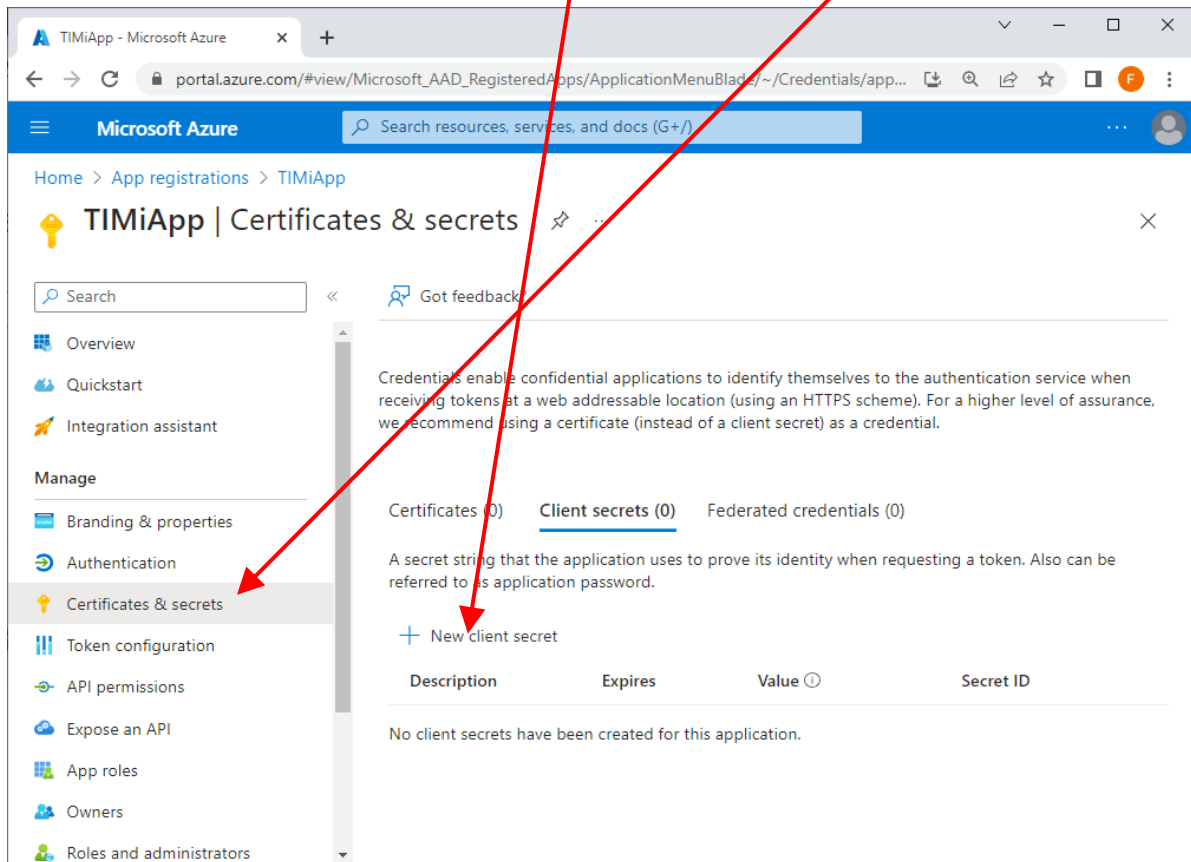 TIMiApp - Microsoft Azure
portal.azure.com/#view/Microsoft_AAD_RegisteredApps/ApplicationMenuBlade/~/Credentials/app...
F
Microsoft Azure
Search resources, services, and docs (G+/)
Home > App registrations > TIMiApp
TIMiApp | Certificates & secrets
Search
Got feedback?
Overview
Quickstart
Integration assistant
Manage
Branding & properties
Authentication
Certificates & secrets
Token configuration
API permissions
Expose an API
App roles
Owners
Roles and administrators
Credentials enable confidential applications to identify themselves to the authentication service when
receiving tokens at a web addressable location (using an HTTPS scheme). For a higher level of assurance,
we recommend using a certificate (instead of a client secret) as a credential.
Certificates (0) Client secrets (0) Federated credentials (0)
A secret string that the application uses to prove its identity when requesting a token. Also can be
referred to as application password.
New client secret
Description Expires Value Secret ID
No client secrets have been created for this application.